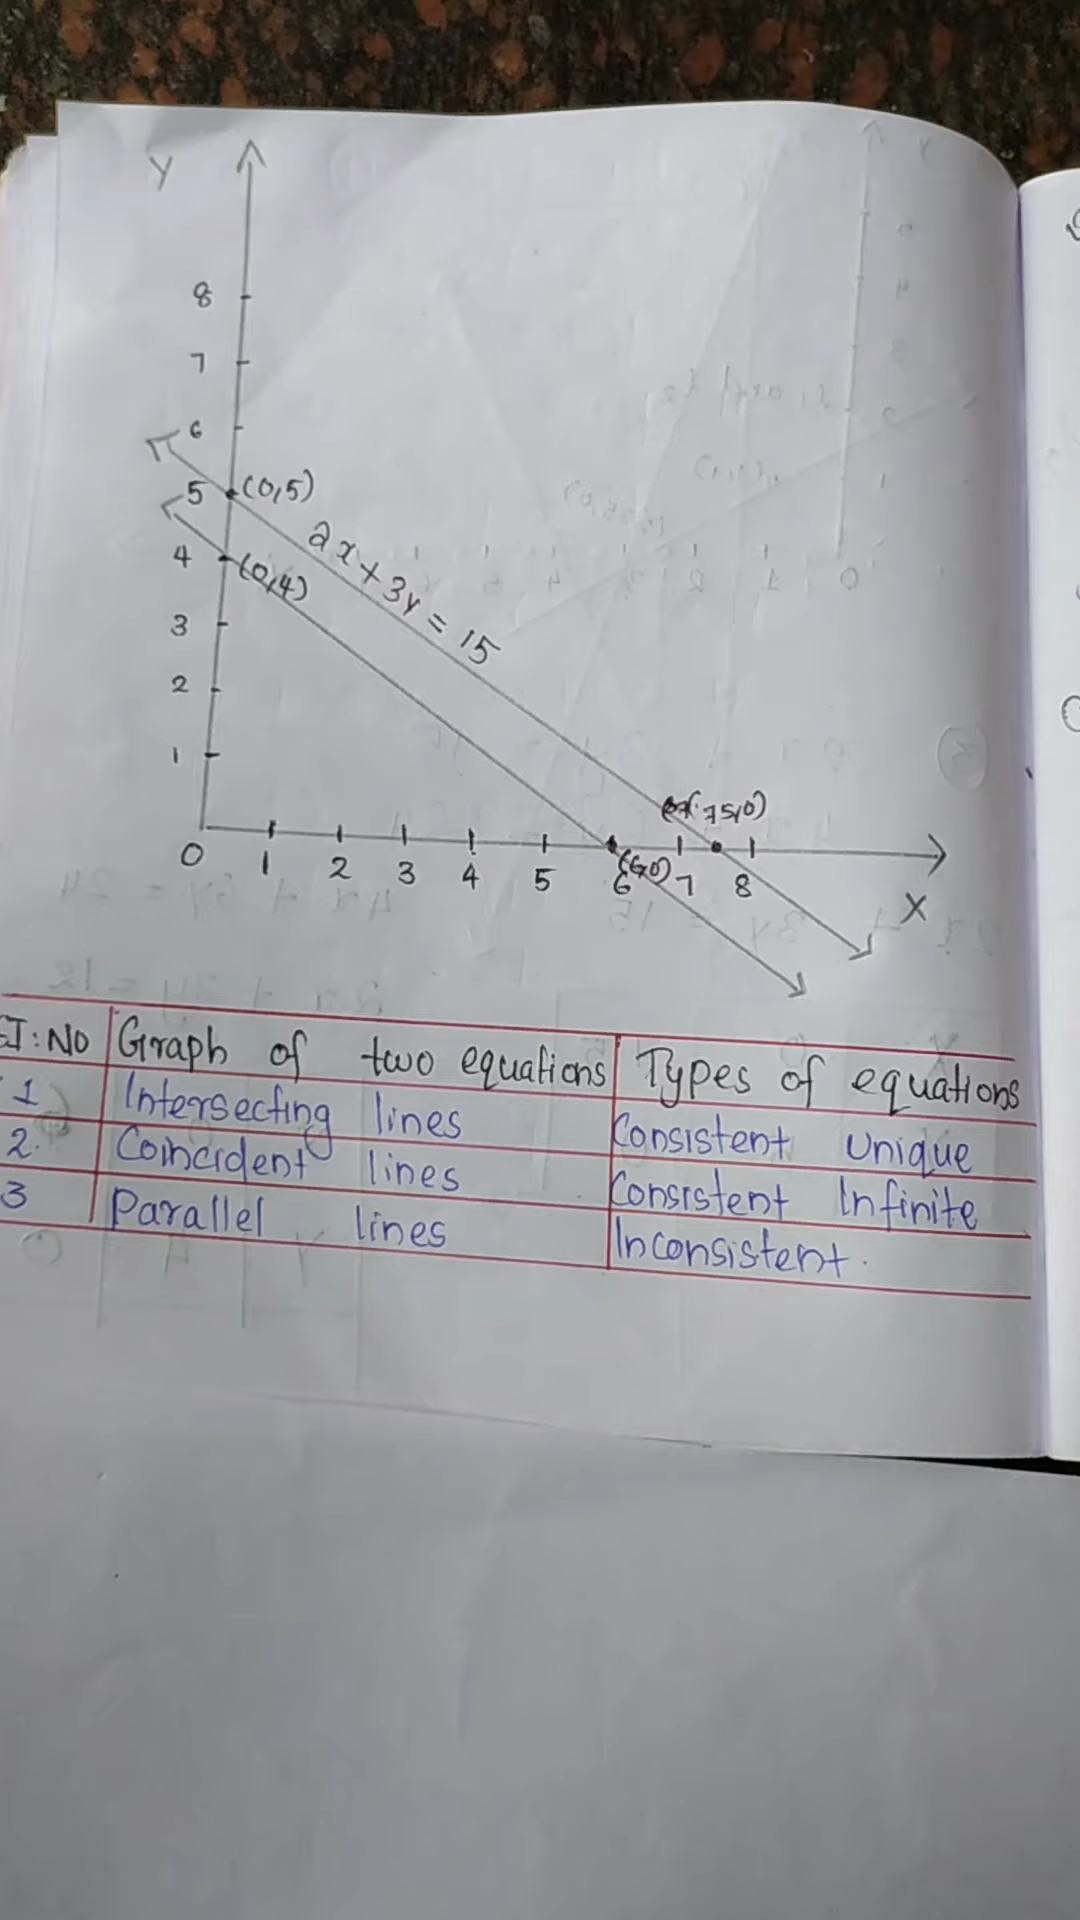 Y
8
7
6
5 (0,5)
2x+3y = 15
4 (0,4)
3
2
1
75,0)
0 1 2 3 4 5 6 7 8
(6,0)
X
NO Graph of two equations Types of equations
1 Intersecting lines Consistent Unique
2. Coincident lines Consistent Infinite
3 Parallel lines Inconsistent.